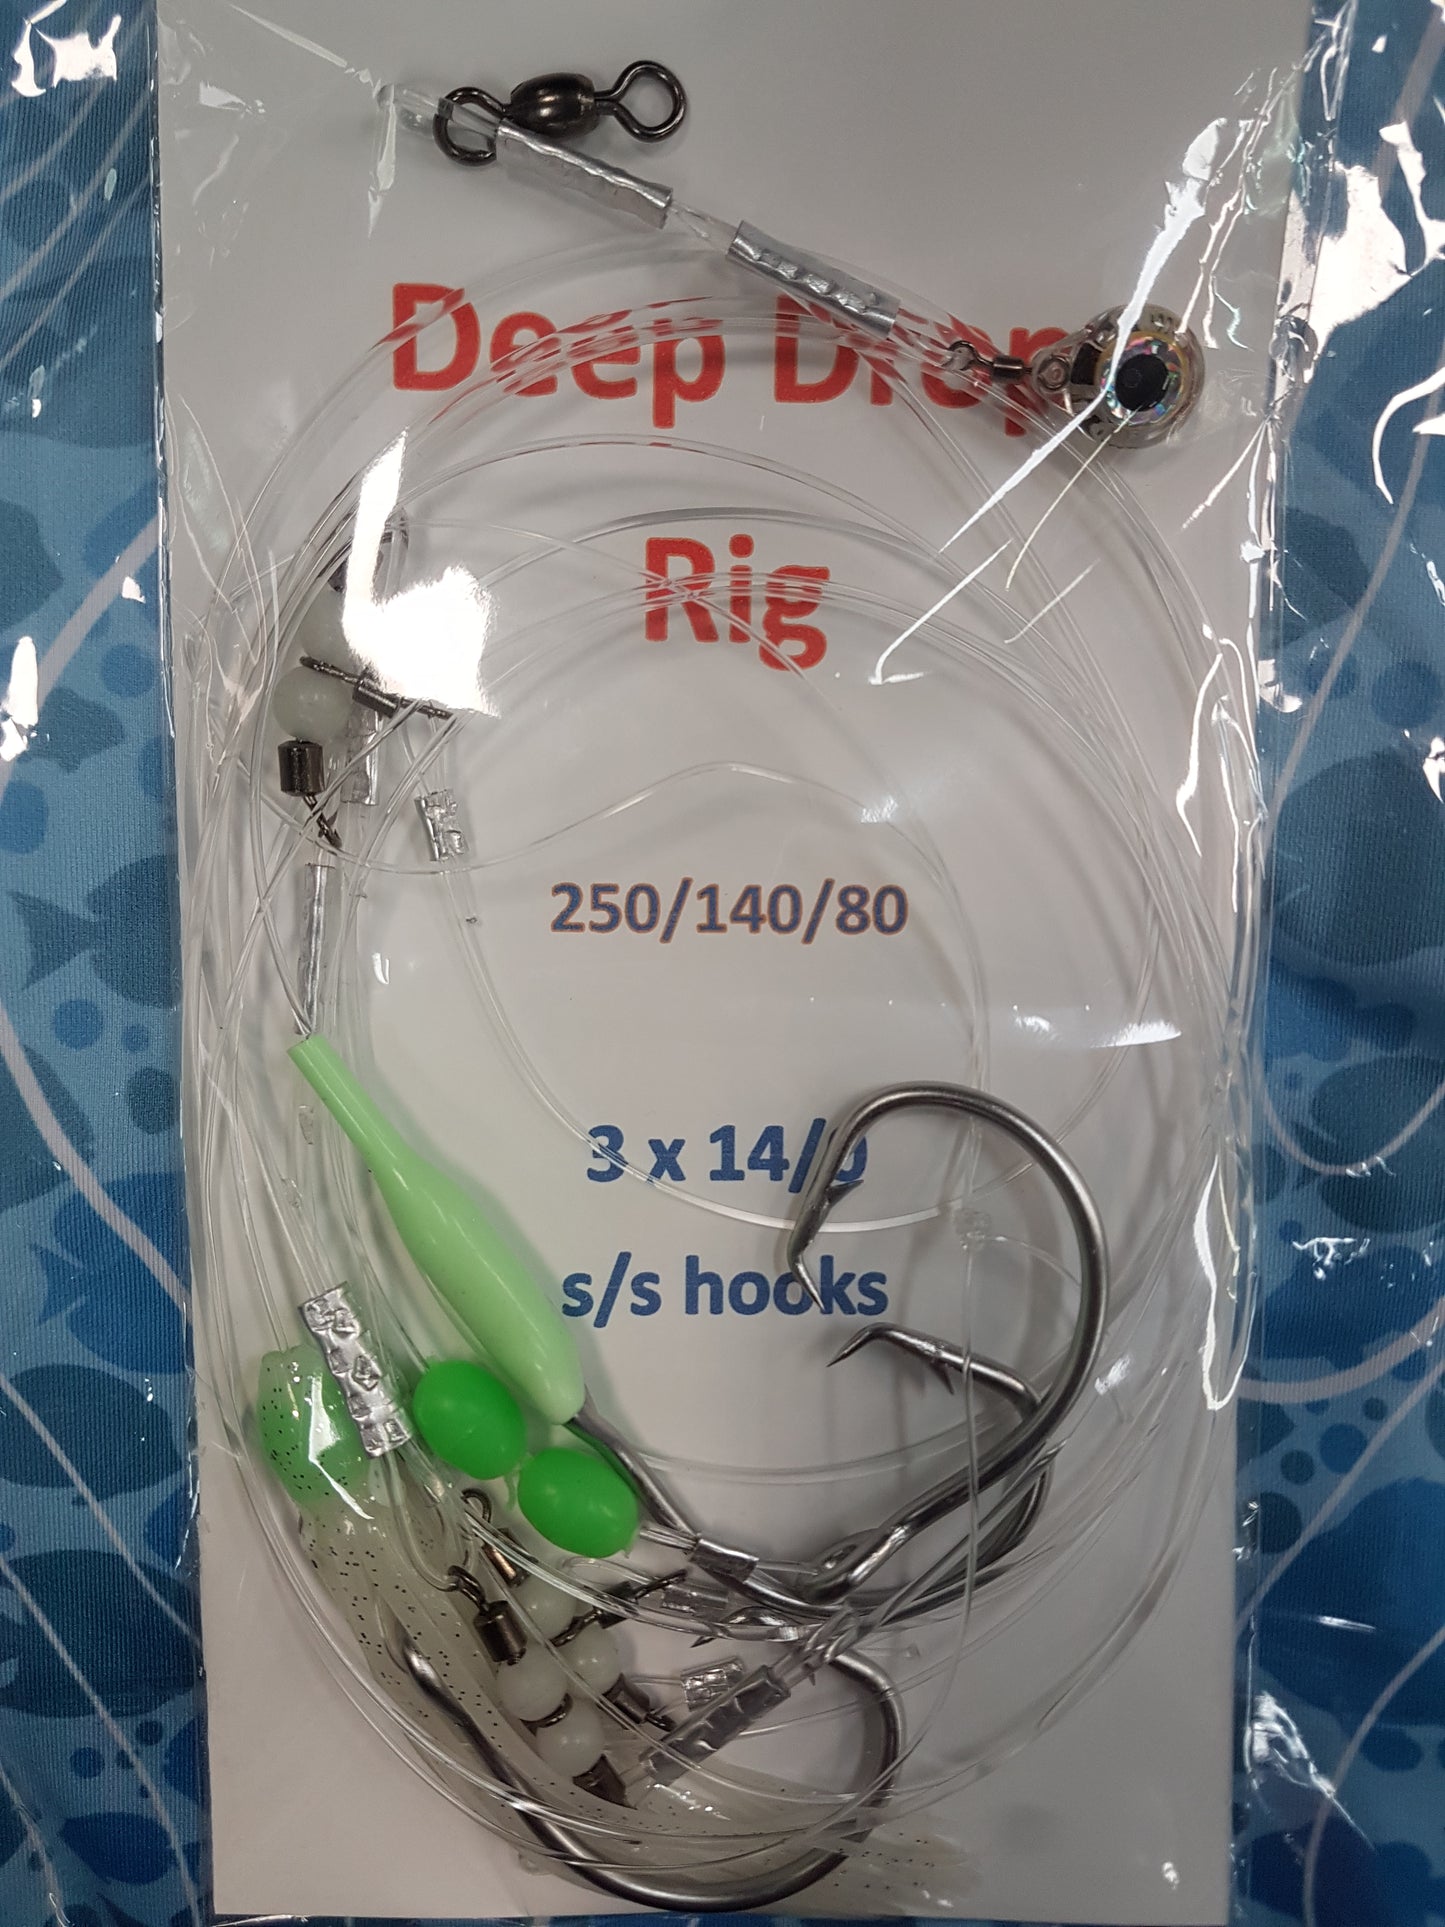 Deep Drop
Rig
250/140/80
3 x 14/0
s/s hooks